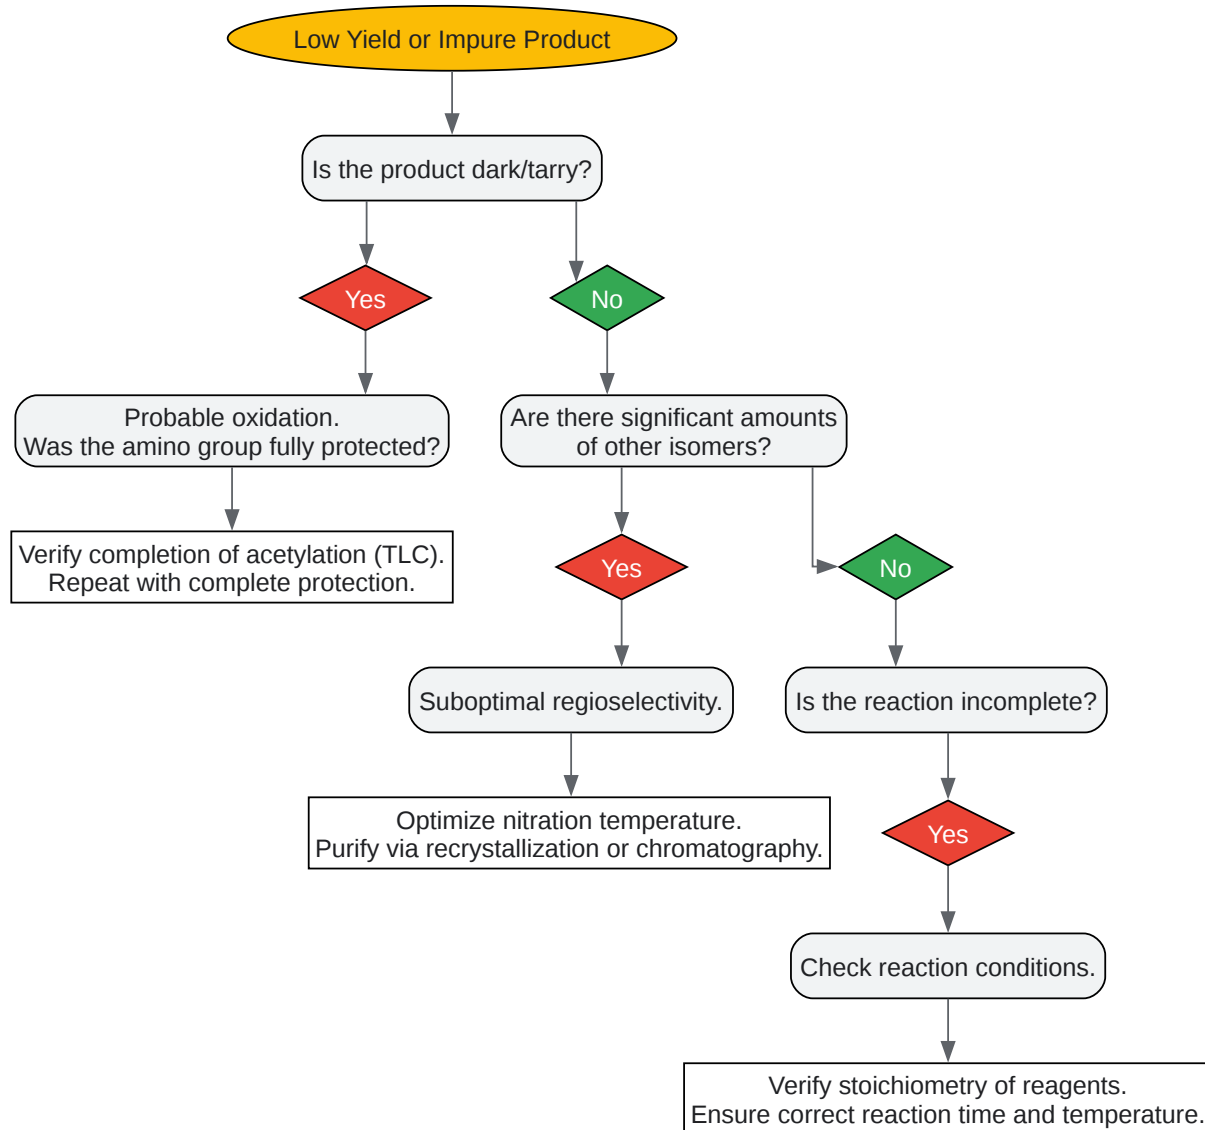 Low Yield or Impure Product
Is the product dark/tarry?
Yes
No
Probable oxidation.
Was the amino group fully protected?
Are there significant amounts
of other isomers?
Verify completion of acetylation (TLC).
Repeat with complete protection.
Yes
No
Suboptimal regioselectivity.
Is the reaction incomplete?
Optimize nitration temperature.
Purify via recrystallization or chromatography.
Yes
Check reaction conditions.
Verify stoichiometry of reagents.
Ensure correct reaction time and temperature.